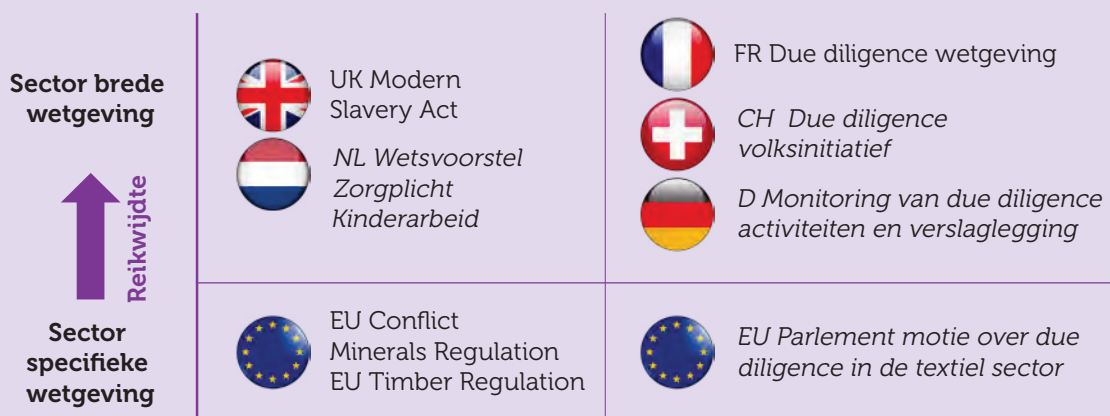 Sector brede
wetgeving
Reikwijdte
Sector
specifieke
wetgeving
UK Modern
Slavery Act
NL Wetsvoorstel
Zorgplicht
Kinderarbeid
FR Due diligence wetgeving
CH Due diligence
volksinitiatief
D Monitoring van due diligence
activiteiten en verslaglegging
EU Conflict
Minerals Regulation
EU Timber Regulation
EU Parlement motie over due
diligence in de textiel sector